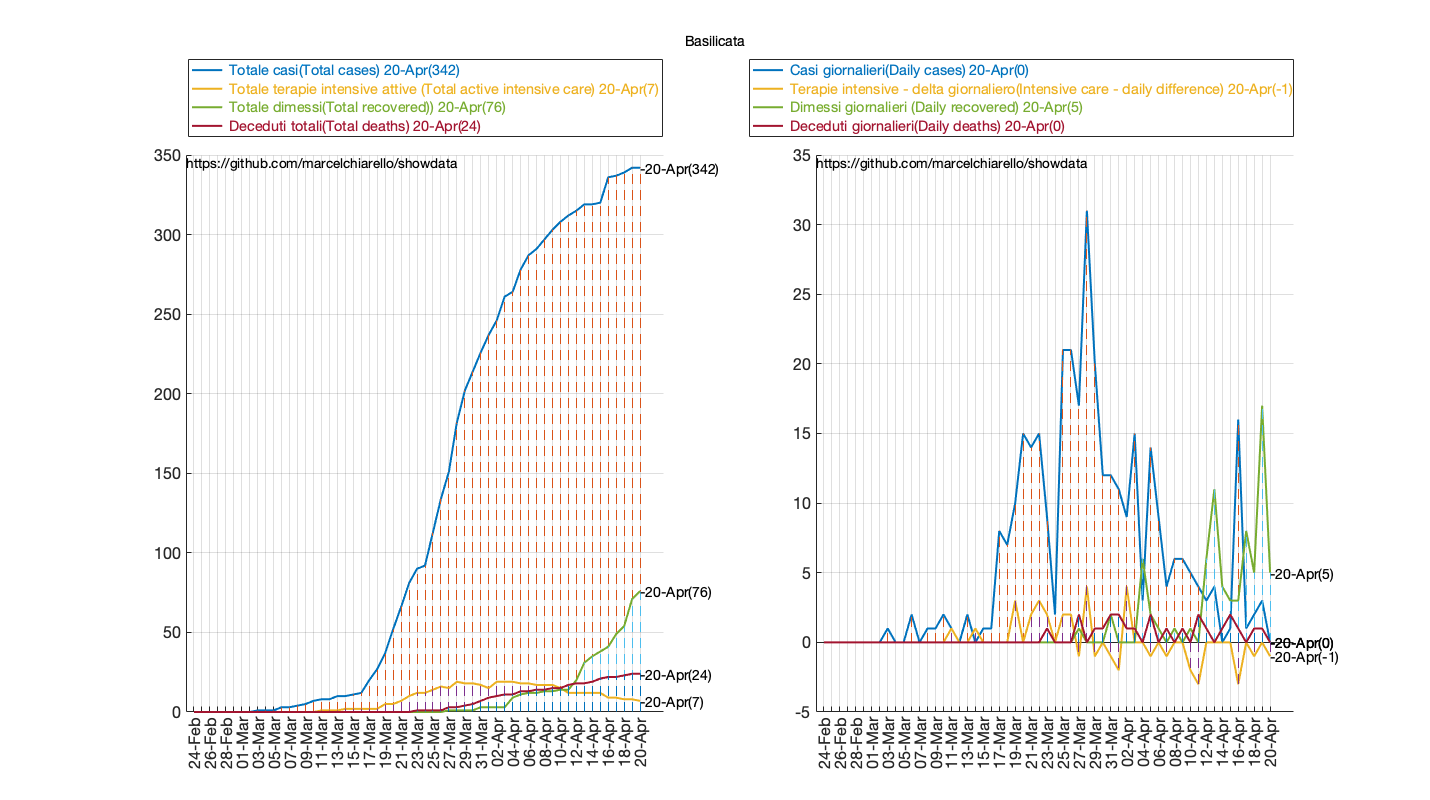 Basilicata
Totale casi(Total cases) 20-Apr(342)
Totale terapie intensive attive (Total active intensive care) 20-Apr(7)
Totale dimessi(Total recovered)) 20-Apr(76)
Deceduti totali(Total deaths) 20-Apr(24)
https://github.com/marcelchiarello/showdata
350
300
250
200
150
100
50
0
-20-Apr(342)
-20-Apr(76)
-20-Apr(24)
-20-Apr(7)
24-Feb
26-Feb
28-Feb
01-Mar
03-Mar
05-Mar
07-Mar
09-Mar
11-Mar
13-Mar
15-Mar
17-Mar
19-Mar
21-Mar
23-Mar
25-Mar
27-Mar
29-Mar
31-Mar
02-Apr
04-Apr
06-Apr
08-Apr
10-Apr
12-Apr
14-Apr
16-Apr
18-Apr
20-Apr
Casi giornalieri(Daily cases) 20-Apr(0)
Terapie intensive - delta giornaliero(Intensive care - daily difference) 20-Apr(-1)
Dimessi giornalieri (Daily recovered) 20-Apr(5)
Deceduti giornalieri(Daily deaths) 20-Apr(0)
https://github.com/marcelchiarello/showdata
35
30
25
20
15
10
5
0
-5
-20-Apr(5)
-20-Apr(0)
-20-Apr(-1)
24-Feb
26-Feb
28-Feb
01-Mar
03-Mar
05-Mar
07-Mar
09-Mar
11-Mar
13-Mar
15-Mar
17-Mar
19-Mar
21-Mar
23-Mar
25-Mar
27-Mar
29-Mar
31-Mar
02-Apr
04-Apr
06-Apr
08-Apr
10-Apr
12-Apr
14-Apr
16-Apr
18-Apr
20-Apr